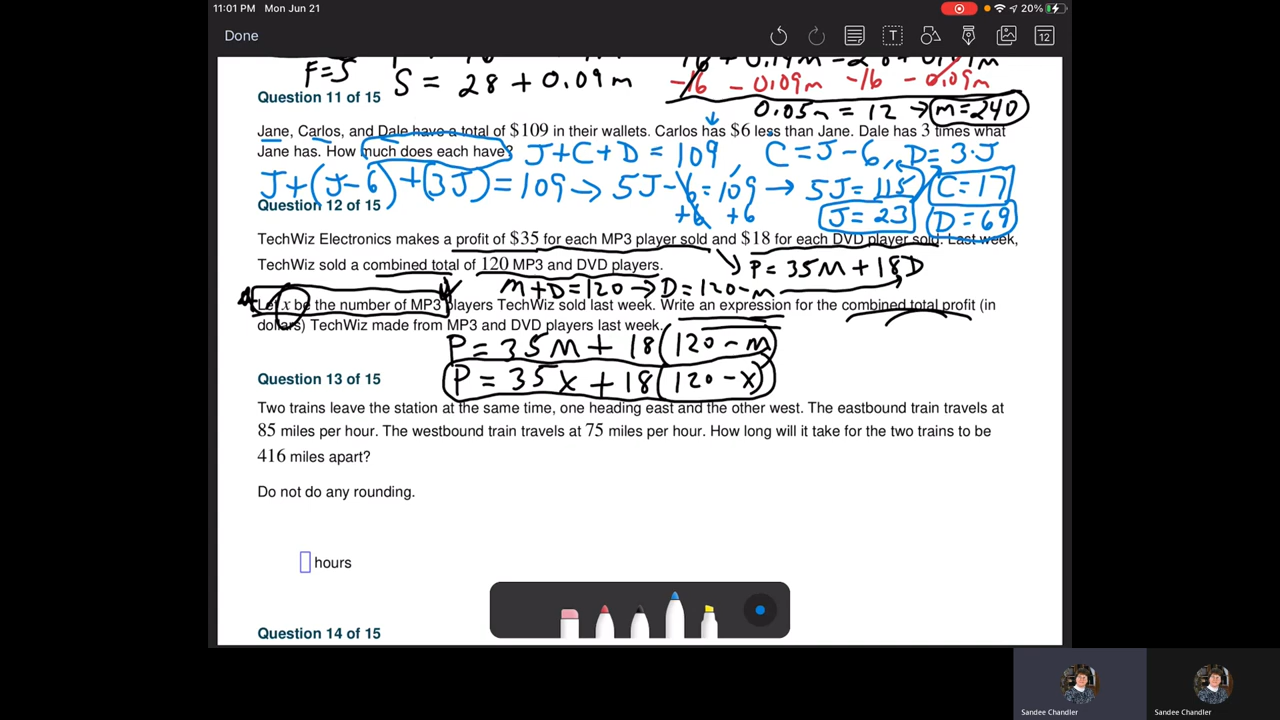 11:01 PM Mon Jun 21
20%
Done
T
12
F=S
S = 28 + 0.09m
-16 - 0.09m -16 - 0.09m
Question 11 of 15
0.05m = 12 → m=240
Jane, Carlos, and Dale have a total of $109 in their wallets. Carlos has $6 less than Jane. Dale has 3 times what
Jane has. How much does each have? J+C+D = 109, C=J-6, D=3·J
J+(J-6)+(3J)=109 → 5J-6=109 → 5J=115 C=17
Question 12 of 15
+6 +6 J=23 D=69
TechWiz Electronics makes a profit of $35 for each MP3 player sold and $18 for each DVD player sold. Last week,
TechWiz sold a combined total of 120 MP3 and DVD players. P=35M+18D
M+D=120 → D=120-m
Let x be the number of MP3 players TechWiz sold last week. Write an expression for the combined total profit (in
dollars) TechWiz made from MP3 and DVD players last week.
P=35M+18(120-M)
P=35x+18(120-x)
Question 13 of 15
Two trains leave the station at the same time, one heading east and the other west. The eastbound train travels at
85 miles per hour. The westbound train travels at 75 miles per hour. How long will it take for the two trains to be
416 miles apart?
Do not do any rounding.
hours
Question 14 of 15
Sandee Chandler
Sandee Chandler